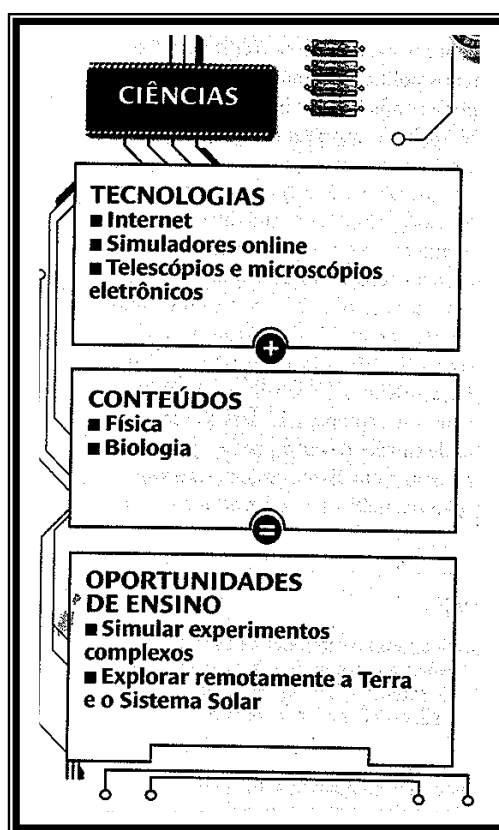 CIÊNCIAS
TECNOLOGIAS
■ Internet
■ Simuladores online
■ Telescópios e microscópios
eletrônicos
+
CONTEÚDOS
■ Física
■ Biologia
=
OPORTUNIDADES
DE ENSINO
■ Simular experimentos
complexos
■ Explorar remotamente a Terra
e o Sistema Solar